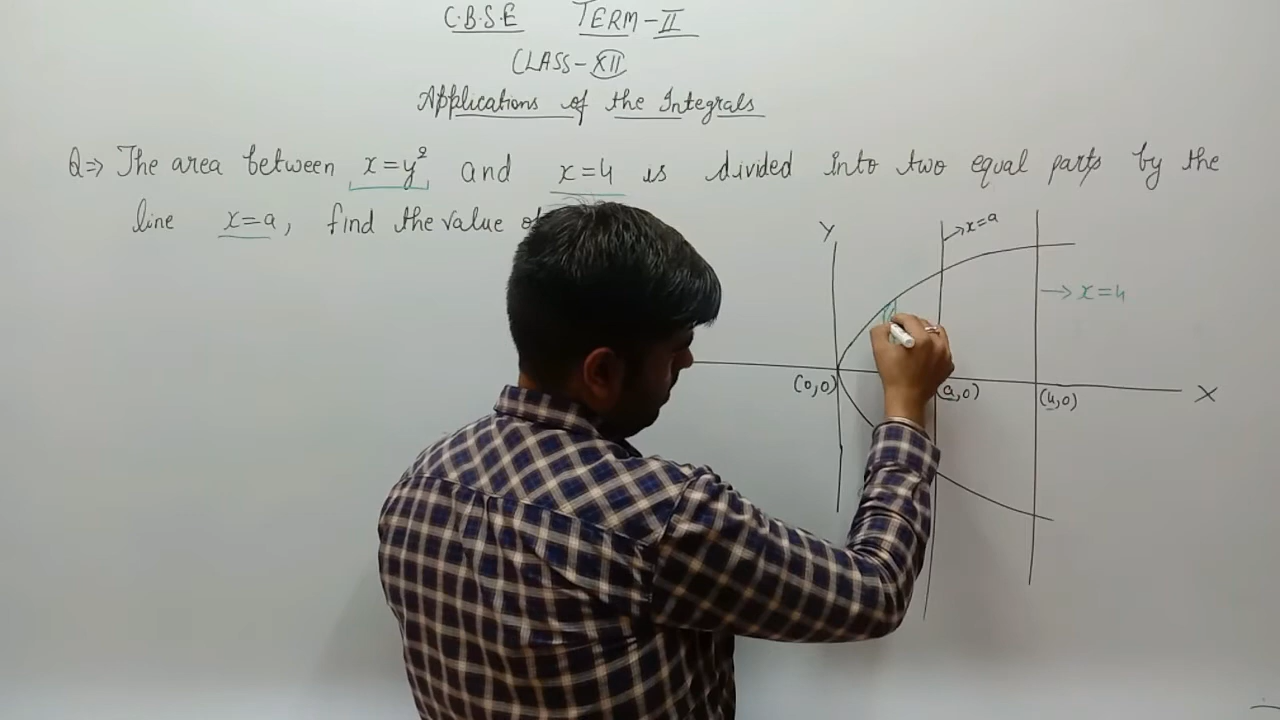 C.B.S.E TERM-II
CLASS-XII
Applications of the Integrals
Q⇒ The area between x=y² and x=4 is divided into two equal parts by the
line x=a, find the value
Y
→x=a
→ x=4
(0,0) (a,0) (4,0) X